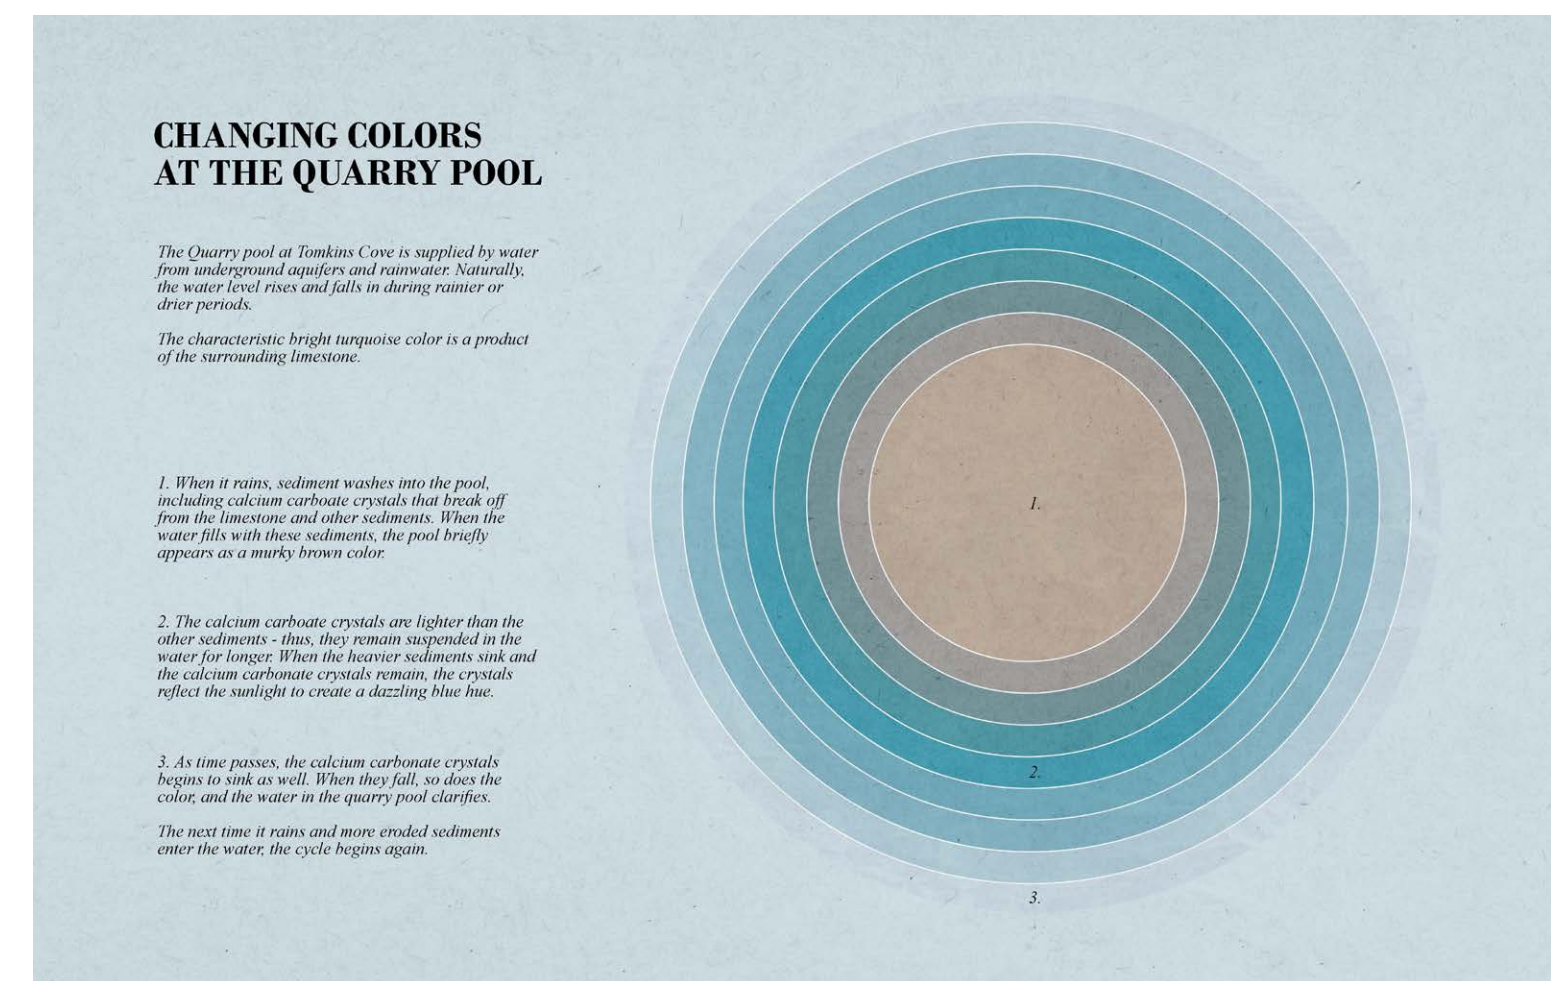 CHANGING COLORS
AT THE QUARRY POOL
The Quarry pool at Tomkins Cove is supplied by water
from underground aquifers and rainwater. Naturally,
the water level rises and falls in during rainier or
drier periods.
The characteristic bright turquoise color is a product
of the surrounding limestone.
1. When it rains, sediment washes into the pool,
including calcium carboate crystals that break off
from the limestone and other sediments. When the
water fills with these sediments, the pool briefly
appears as a murky brown color.
2. The calcium carboate crystals are lighter than the
other sediments - thus, they remain suspended in the
water for longer. When the heavier sediments sink and
the calcium carbonate crystals remain, the crystals
reflect the sunlight to create a dazzling blue hue.
3. As time passes, the calcium carbonate crystals
begins to sink as well. When they fall, so does the
color, and the water in the quarry pool clarifies.
The next time it rains and more eroded sediments
enter the water, the cycle begins again.
1.
2.
3.